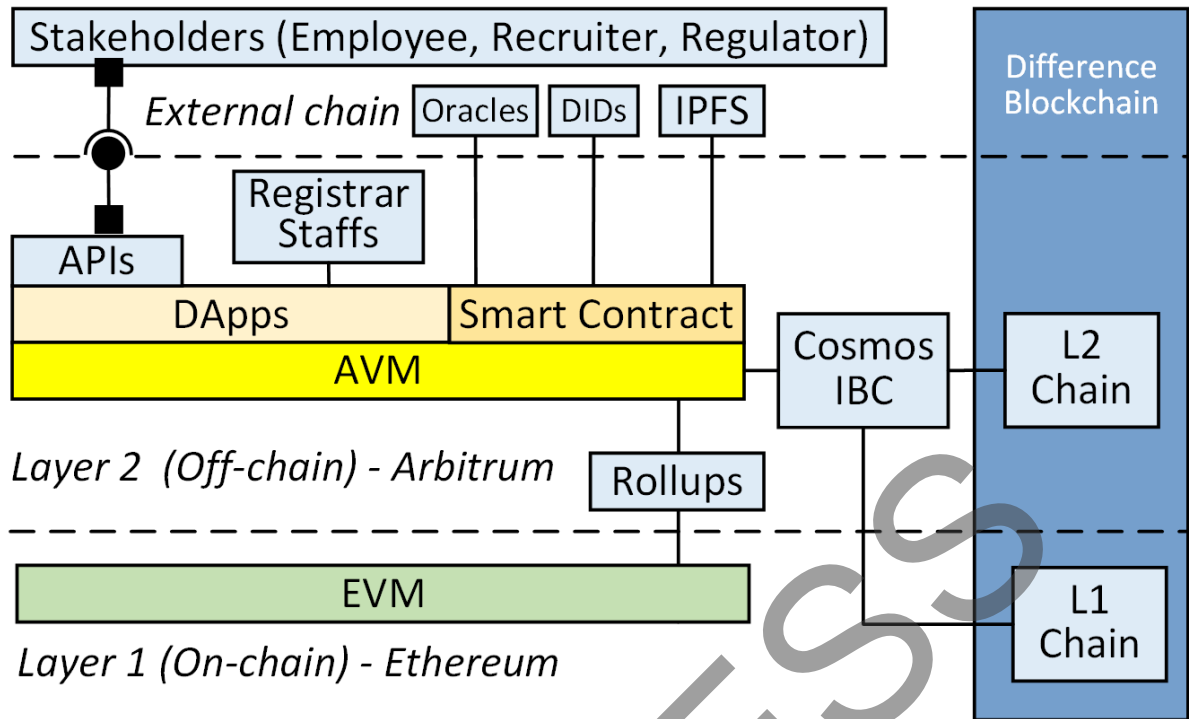 Stakeholders (Employee, Recruiter, Regulator)
Difference
Blockchain
External chain
Oracles
DIDs
IPFS
Registrar
Staffs
APIs
DApps
Smart Contract
AVM
Cosmos
IBC
L2
Chain
Layer 2 (Off-chain) - Arbitrum
Rollups
EVM
L1
Chain
Layer 1 (On-chain) - Ethereum
ESS